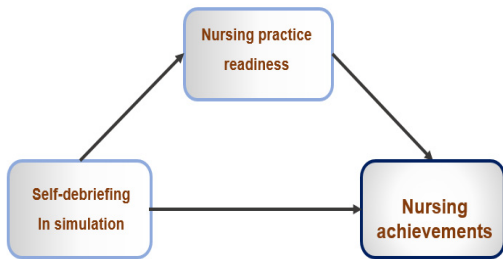 Nursing practice
readiness
Self-debriefing
In simulation
Nursing
achievements